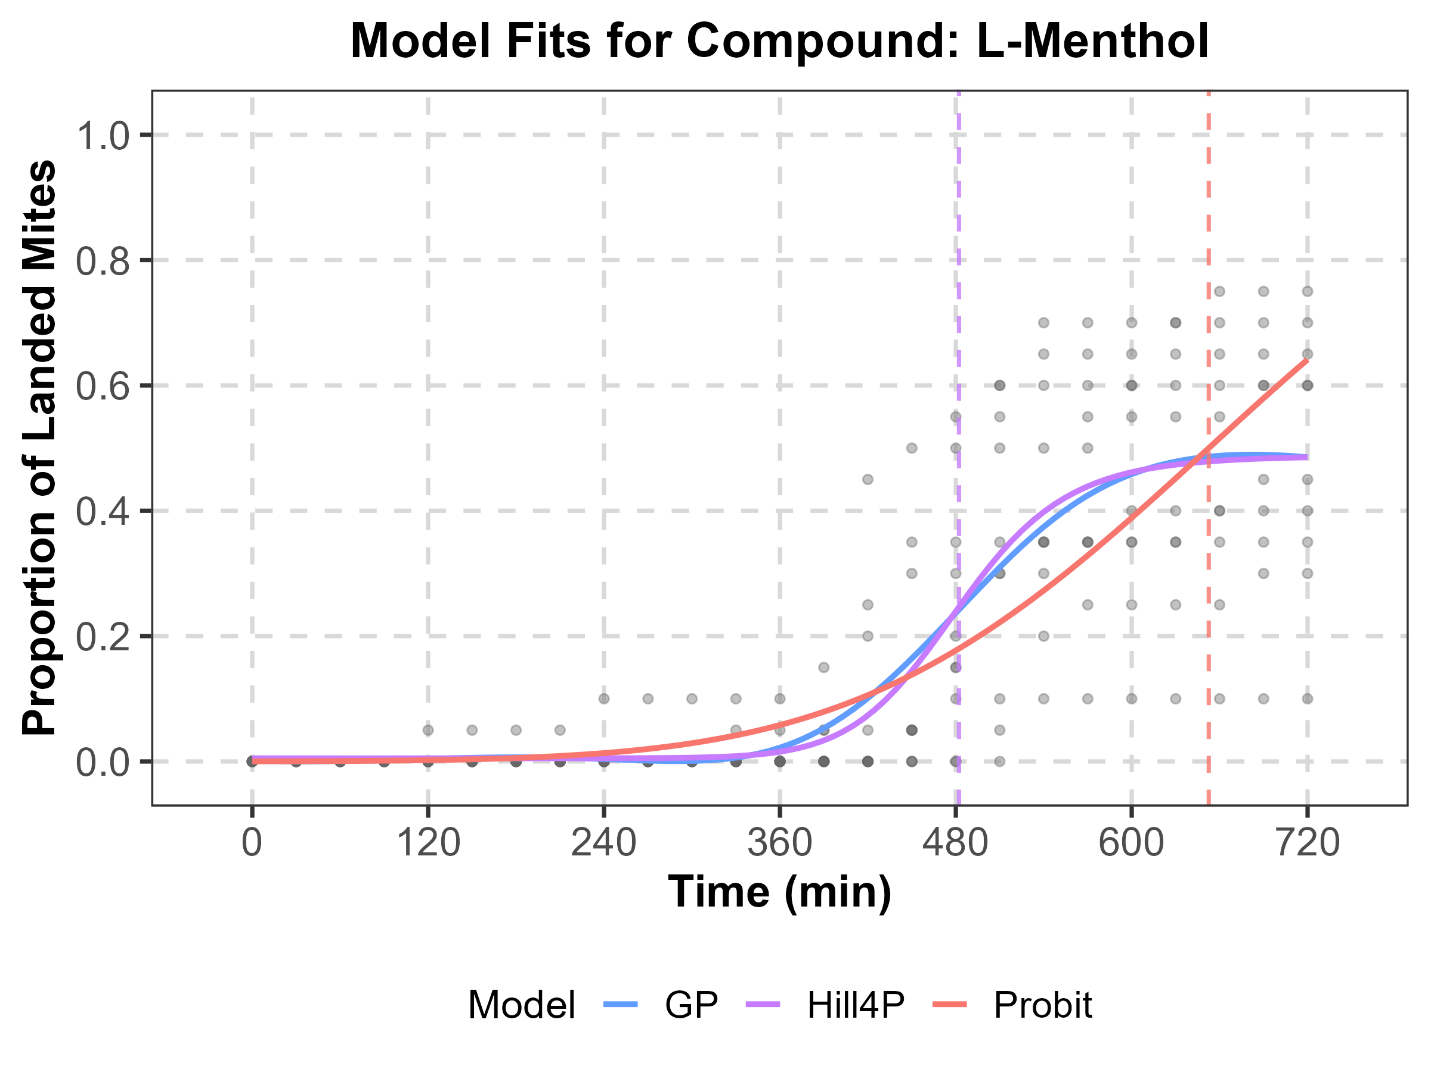 Model Fits for Compound: L-Menthol
Proportion of Landed Mites
1.0
0.8
0.6
0.4
0.2
0.0
0 120 240 360 480 600 720
Time (min)
Model GP Hill4P Probit